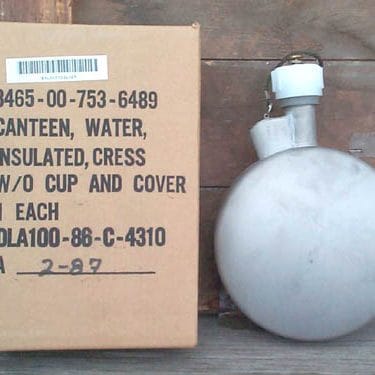 8465-00-753-6489
CANTEEN, WATER,
INSULATED, CRESS
W/O CUP AND COVER
1 EACH
DLA100-86-C-4310
A 2-87